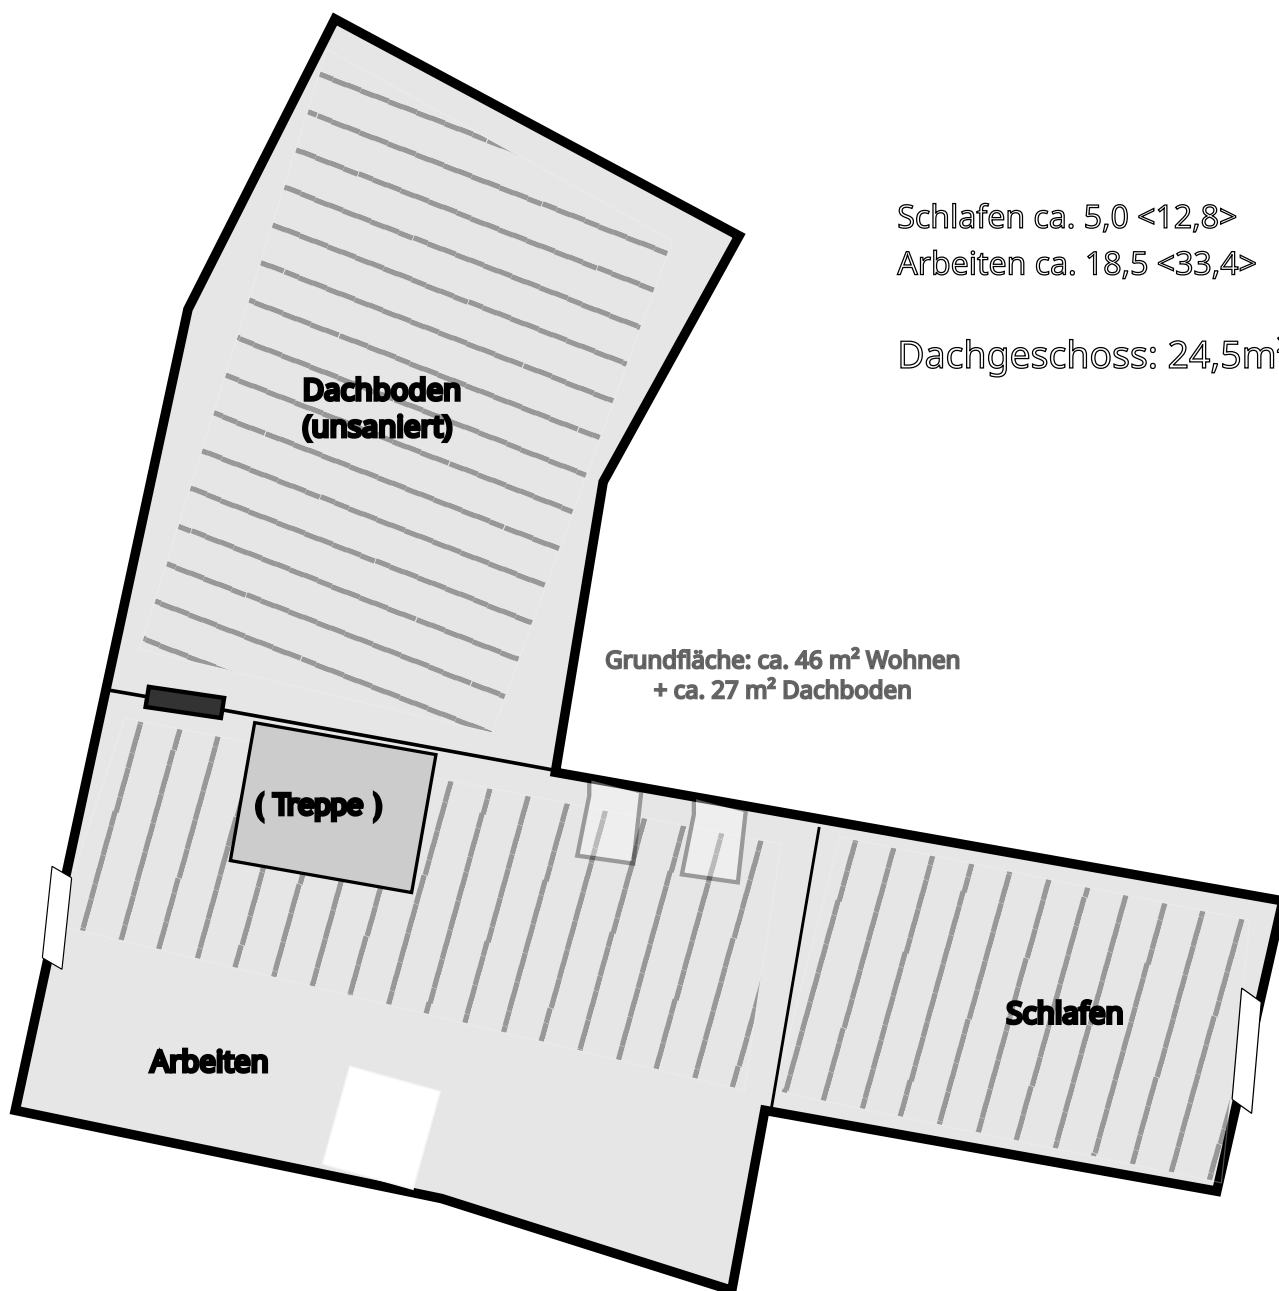 Schlafen ca. 5,0 <12,8>
Arbeiten ca. 18,5 <33,4>
Dachgeschoss: 24,5m²
Dachboden
(unsaniert)
Grundfläche: ca. 46 m² Wohnen
+ ca. 27 m² Dachboden
( Treppe )
Schlafen
Arbeiten